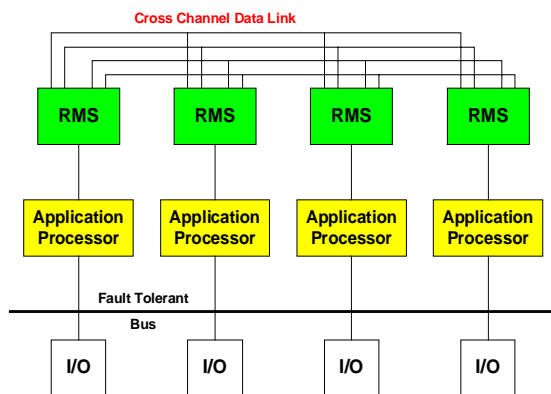 Cross Channel Data Link
RMS RMS RMS RMS
Application Application Application Application
Processor Processor Processor Processor
Fault Tolerant
Bus
I/O I/O I/O I/O